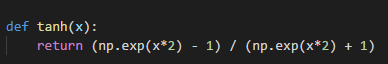 def tanh(x):
    return (np.exp(x*2) - 1) / (np.exp(x*2) + 1)